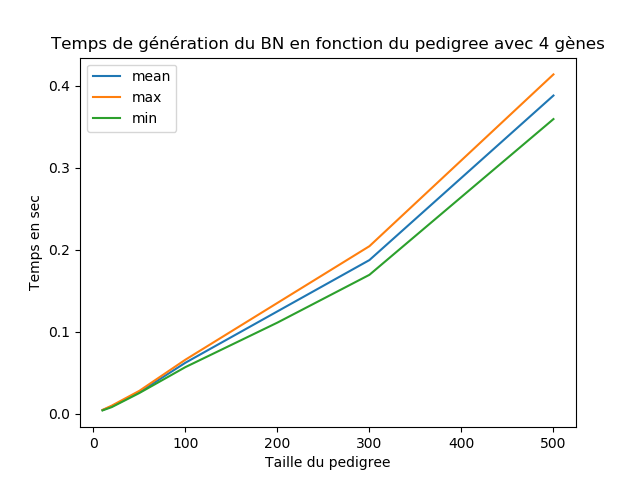 Temps de génération du BN en fonction du pedigree avec 4 gènes
mean
max
min
0.4
0.3
0.2
0.1
0.0
Temps en sec
0 100 200 300 400 500
Taille du pedigree